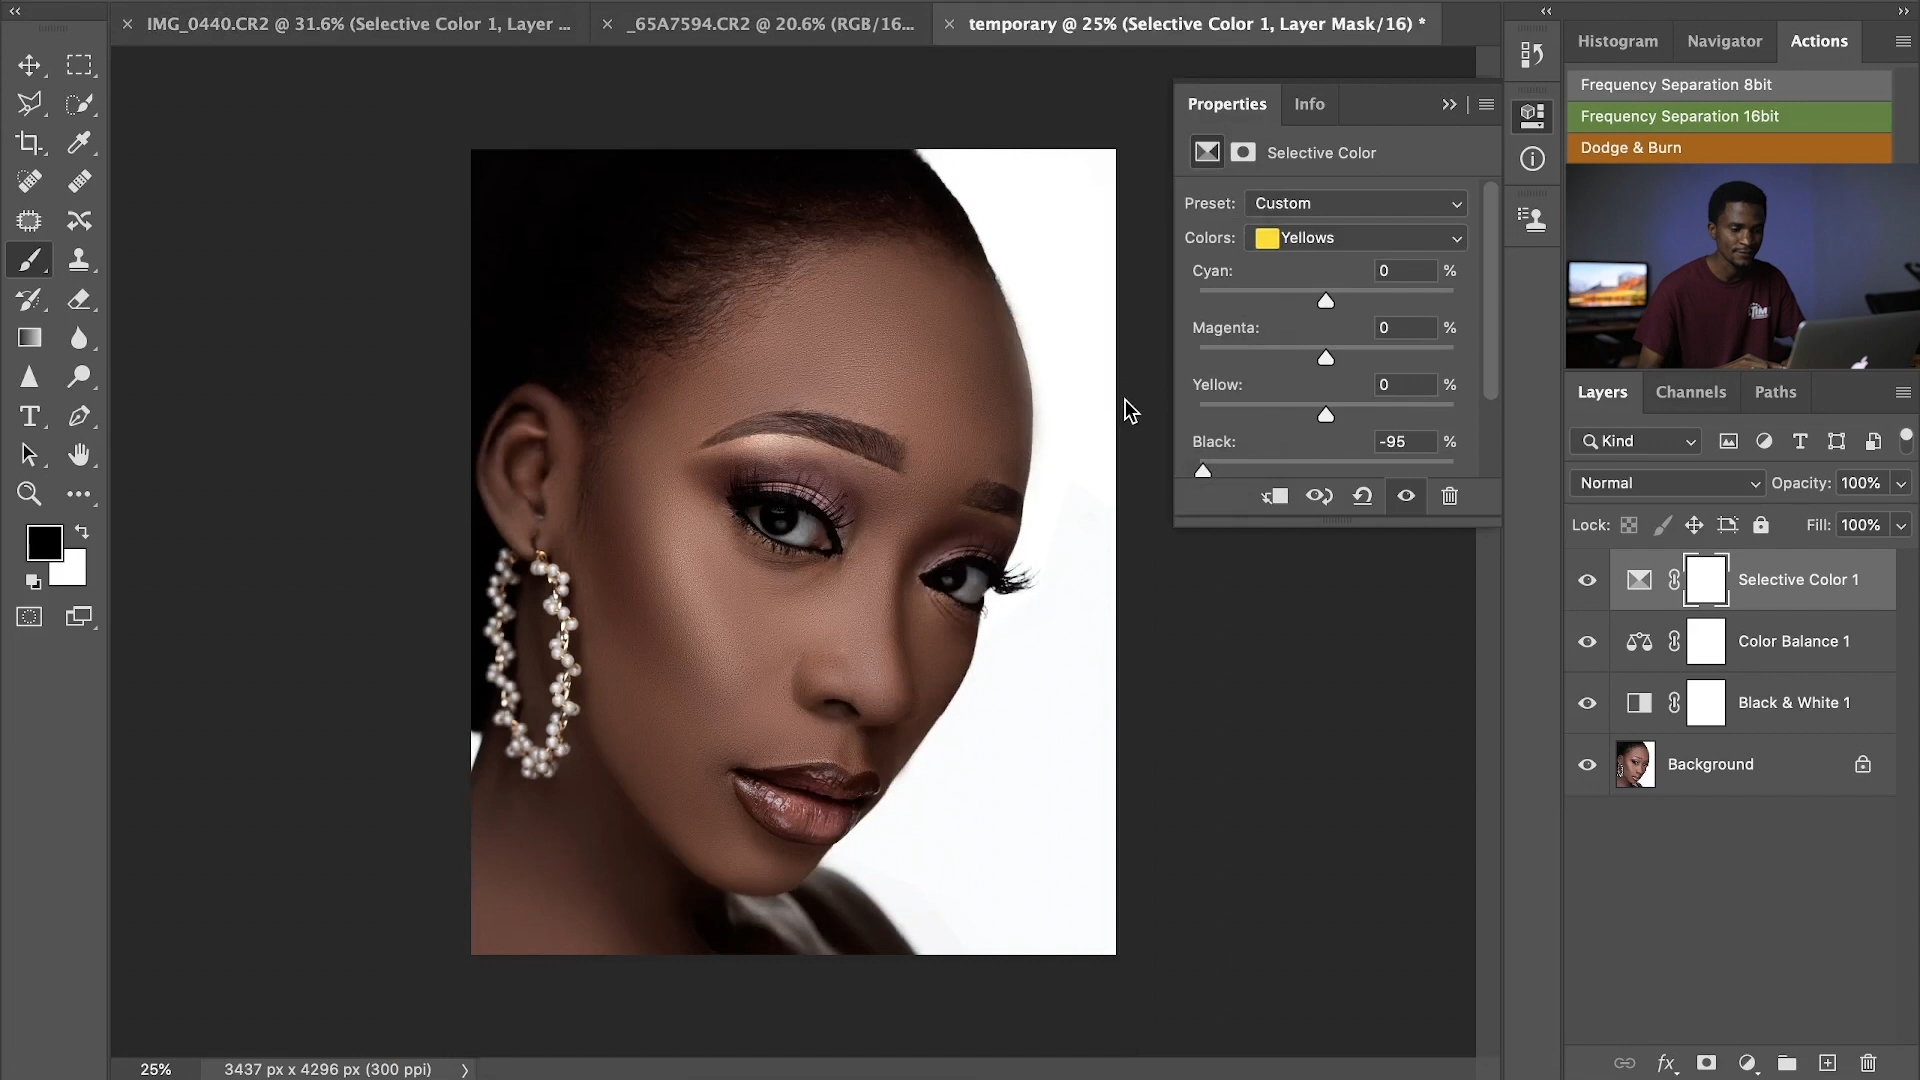 IMG_0440.CR2 @ 31.6% (Selective Color 1, Layer ...
_65A7594.CR2 @ 20.6% (RGB/16...
temporary @ 25% (Selective Color 1, Layer Mask/16) *
Histogram
Navigator
Actions
Frequency Separation 8bit
Frequency Separation 16bit
Dodge & Burn
Properties
Info
Selective Color
Preset: Custom
Colors: Yellows
Cyan: 0 %
Magenta: 0 %
Yellow: 0 %
Black: -95 %
TIM
Layers
Channels
Paths
Kind
Normal
Opacity: 100%
Lock:
Fill: 100%
Selective Color 1
Color Balance 1
Black & White 1
Background
25%
3437 px x 4296 px (300 ppi)